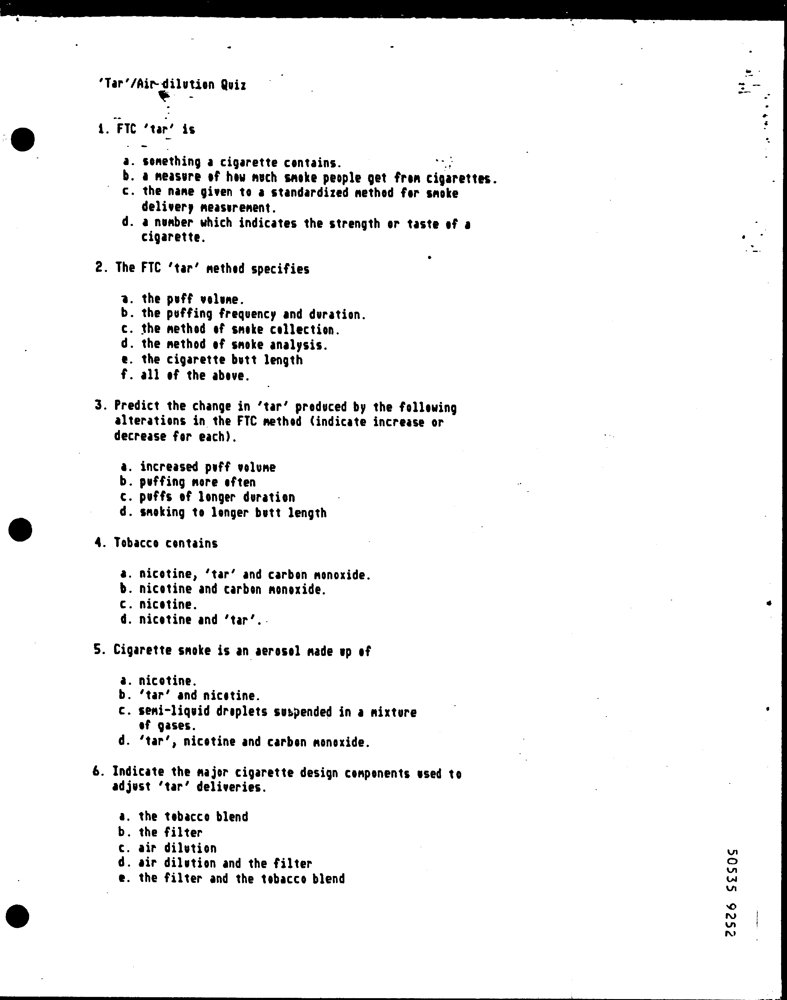 'Tar'/Air-dilution Quiz
1. FTC 'tar' is
a. something a cigarette contains.
b. a measure of how much smoke people get from cigarettes.
c. the name given to a standardized method for smoke
delivery measurement.
d. a number which indicates the strength or taste of a
cigarette.
2. The FTC 'tar' method specifies
a. the puff volume.
b. the puffing frequency and duration.
c. the method of smoke collection.
d. the method of smoke analysis.
e. the cigarette butt length
f. all of the above.
3. Predict the change in 'tar' produced by the following
alterations in the FTC method (indicate increase or
decrease for each).
a. increased puff volume
b. puffing more often
c. puffs of longer duration
d. smoking to longer butt length
4. Tobacco contains
a. nicotine, 'tar' and carbon monoxide.
b. nicotine and carbon monoxide.
c. nicotine.
d. nicotine and 'tar'.
5. Cigarette smoke is an aerosol made up of
a. nicotine.
b. 'tar' and nicotine.
c. semi-liquid droplets suspended in a mixture
of gases.
d. 'tar', nicotine and carbon monoxide.
6. Indicate the major cigarette design components used to
adjust 'tar' deliveries.
a. the tobacco blend
b. the filter
c. air dilution
d. air dilution and the filter
e. the filter and the tobacco blend
50535 9252